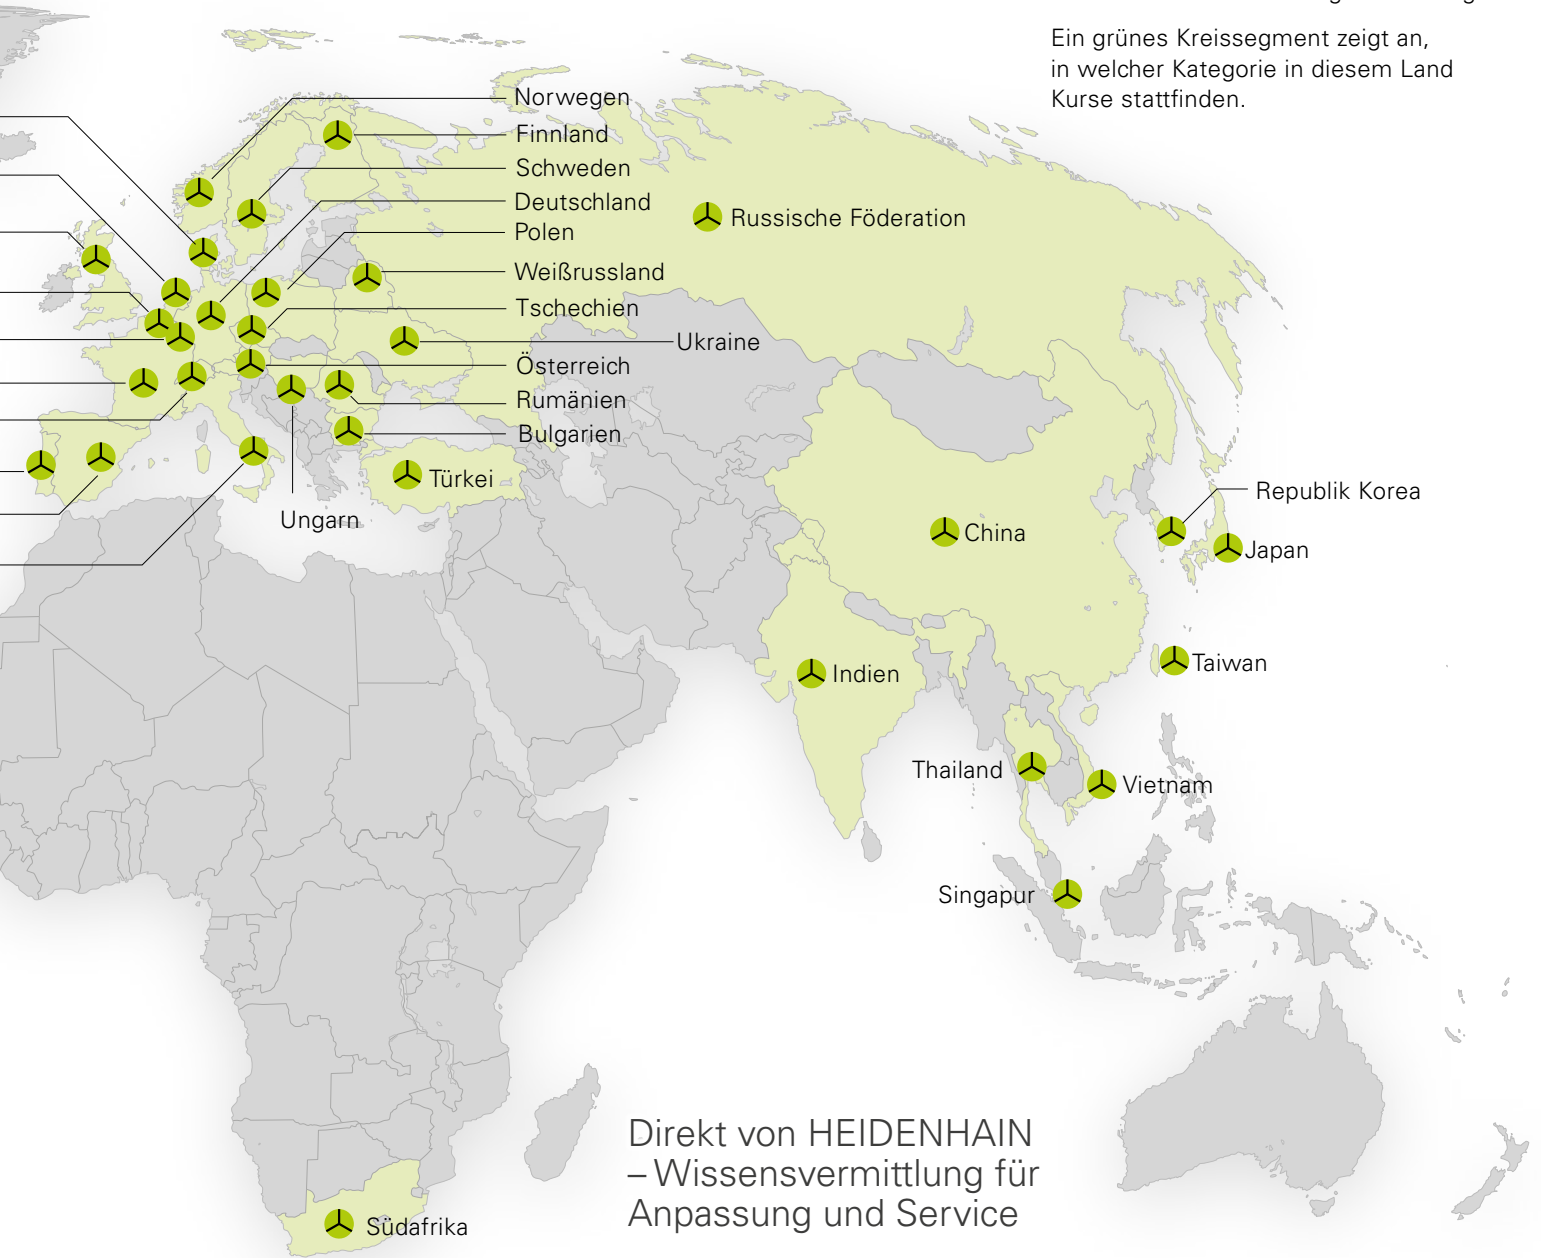 Ein grünes Kreissegment zeigt an,
in welcher Kategorie in diesem Land
Kurse stattfinden.
Norwegen
Finnland
Schweden
Deutschland
Polen
Weißrussland
Tschechien
Ukraine
Österreich
Rumänien
Bulgarien
Türkei
Ungarn
Russische Föderation
China
Republik Korea
Japan
Taiwan
Indien
Thailand
Vietnam
Singapur
Südafrika
Direkt von HEIDENHAIN
– Wissensvermittlung für
Anpassung und Service